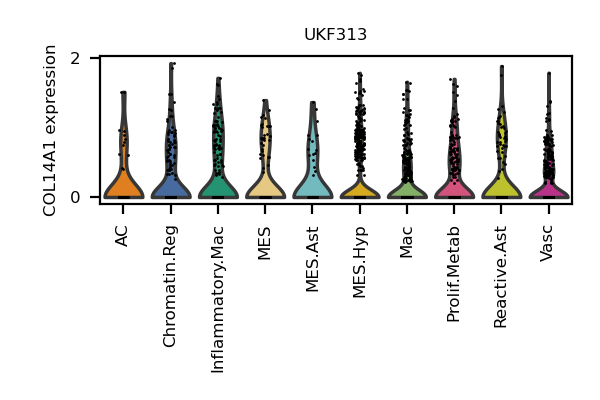 UKF313
COL14A1 expression
2
0
AC
Chromatin.Reg
Inflammatory.Mac
MES
MES.Ast
MES.Hyp
Mac
Prolif.Metab
Reactive.Ast
Vasc